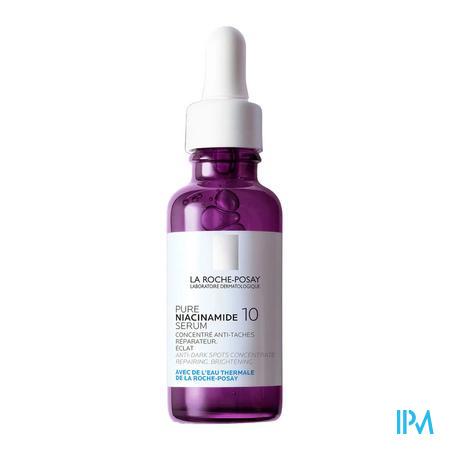 LA ROCHE-POSAY
LABORATOIRE DERMATOLOGIQUE
PURE
NIACINAMIDE 10
SERUM
CONCENTRÉ ANTI-TACHES
RÉPARATEUR.
ÉCLAT
ANTI-DARK SPOTS CONCENTRATE
REPAIRING. BRIGHTENING
AVEC DE L'EAU THERMALE
DE LA ROCHE-POSAY
IPM